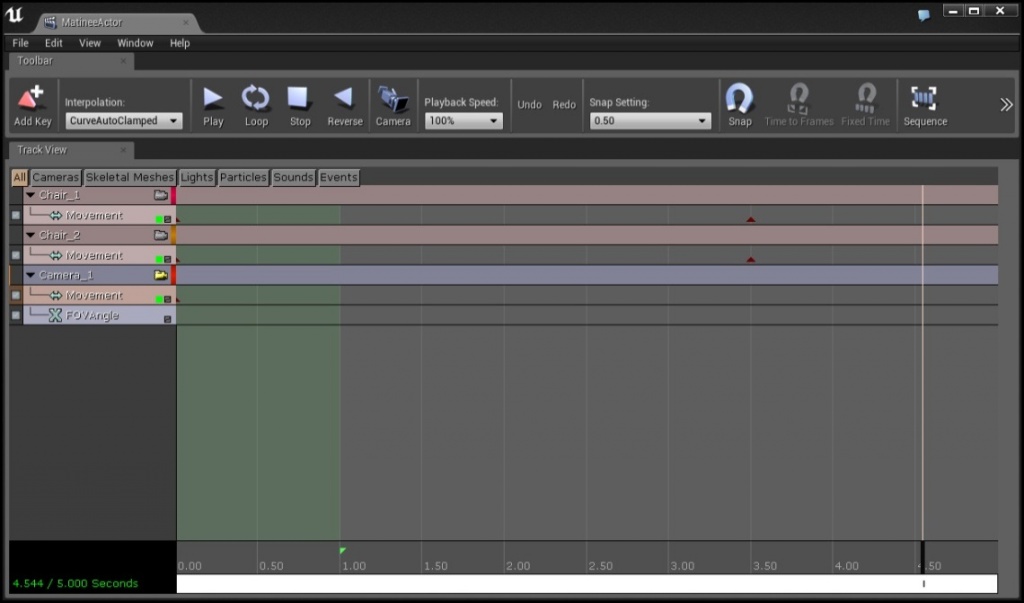 MatineeActor
File Edit View Window Help
Toolbar
Add Key
Interpolation:
CurveAutoClamped
Play Loop Stop Reverse Camera
Playback Speed:
100%
Undo Redo
Snap Setting:
0.50
Snap Time to Frames Fixed Time Sequence
Track View
All Cameras Skeletal Meshes Lights Particles Sounds Events
Chair_1
Movement
Chair_2
Movement
Camera_1
Movement
FOVAngle
0.00 0.50 1.00 1.50 2.00 2.50 3.00 3.50 4.00 4.50
4.544 / 5.000 Seconds